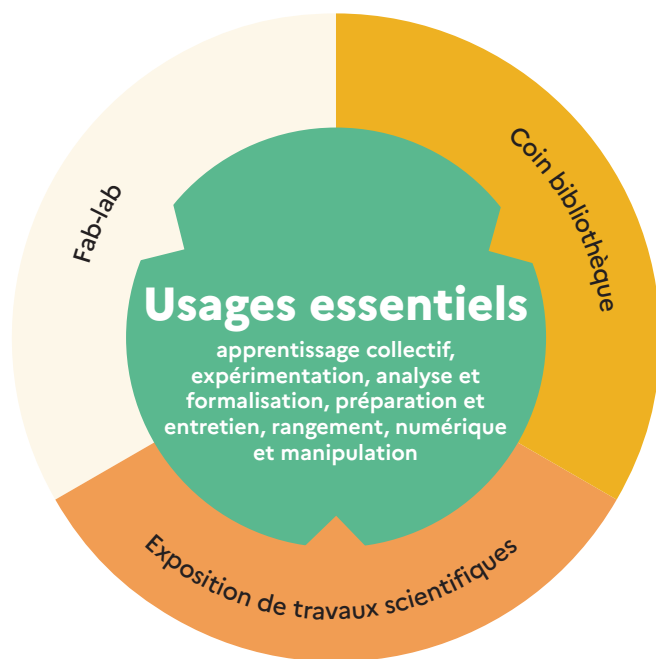 Fab-lab
Coin bibliothèque
Usages essentiels
apprentissage collectif,
expérimentation, analyse et
formalisation, préparation et
entretien, rangement, numérique
et manipulation
Exposition de travaux scientifiques